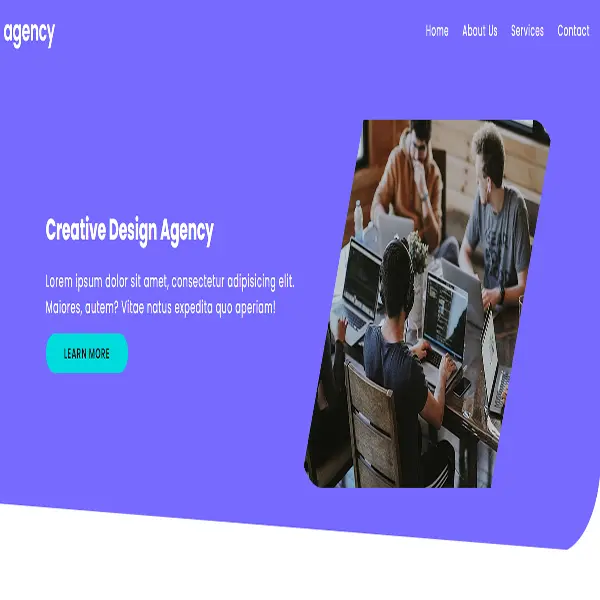 agency
Home About Us Services Contact
Creative Design Agency
Lorem ipsum dolor sit amet, consectetur adipisicing elit.
Maiores, autem? Vitae natus expedita quo aperiam!
LEARN MORE